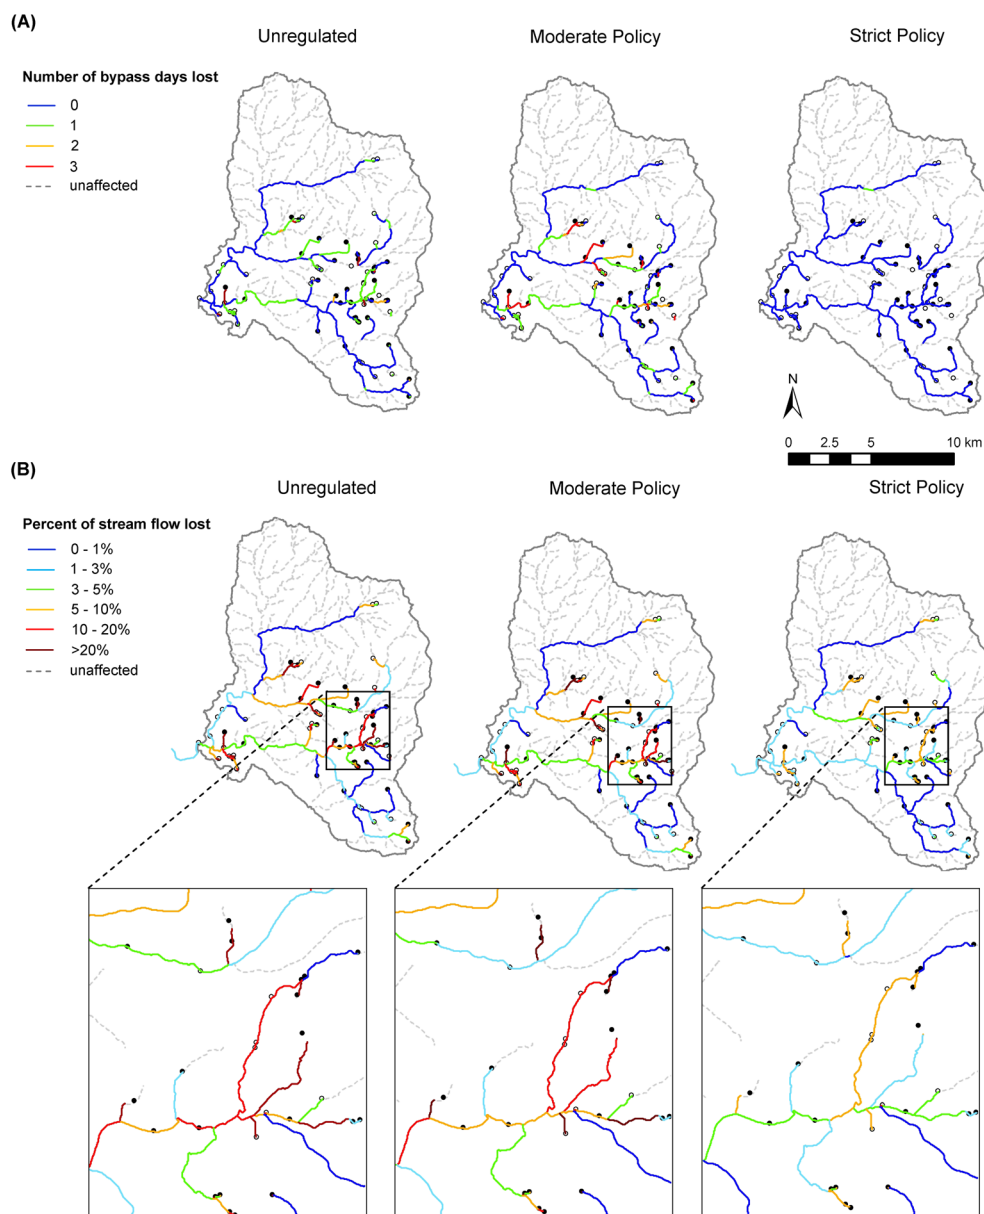 (A)
Unregulated
Moderate Policy
Strict Policy
Number of bypass days lost
0
1
2
3
unaffected
N
0 2.5 5 10 km
(B)
Unregulated
Moderate Policy
Strict Policy
Percent of stream flow lost
0 - 1%
1 - 3%
3 - 5%
5 - 10%
10 - 20%
>20%
unaffected